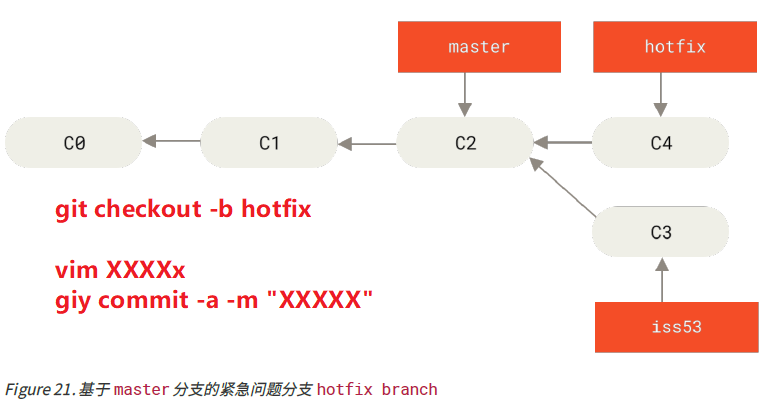 master hotfix
C0 C1 C2 C4
git checkout -b hotfix
C3
vim XXXXx
giy commit -a -m "XXXXX"
iss53
Figure 21. 基于 master 分支的紧急问题分支 hotfix branch